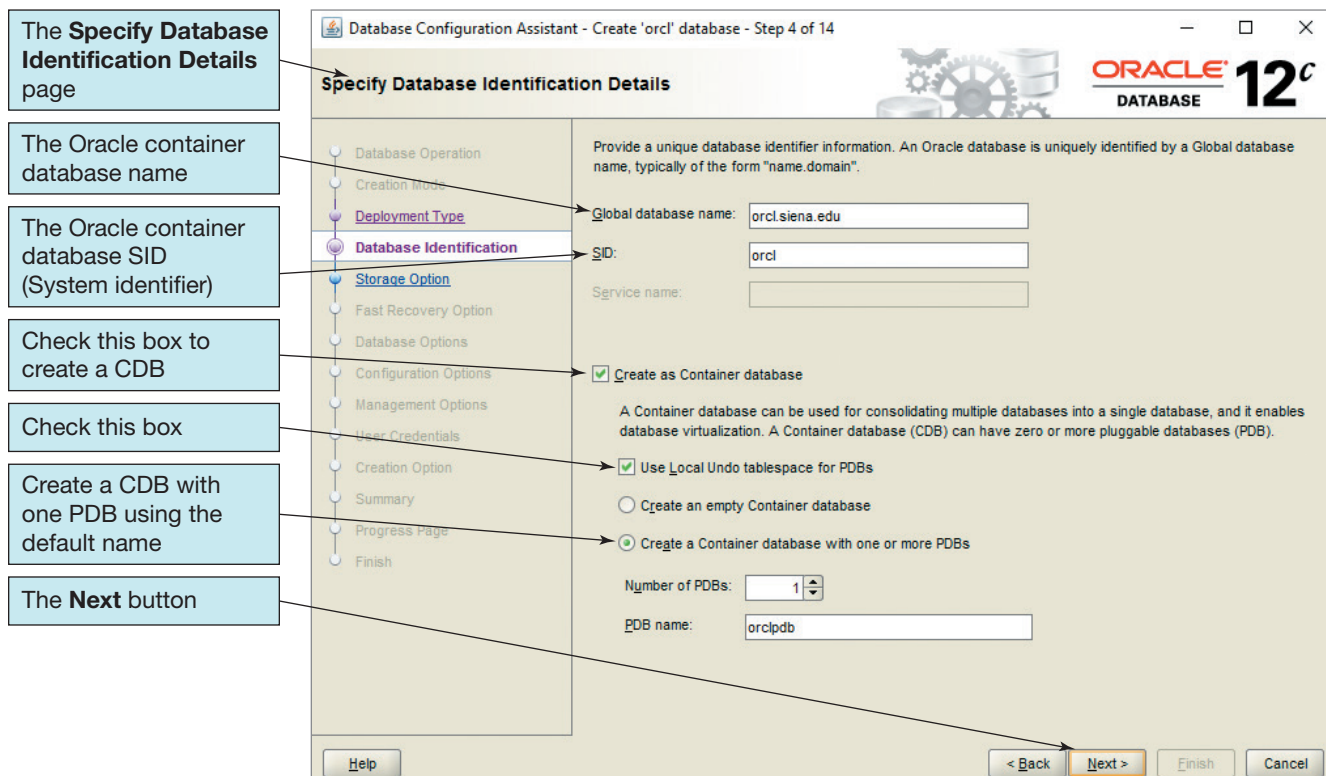 The Specify Database
Identification Details
page
The Oracle container
database name
The Oracle container
database SID
(System identifier)
Check this box to
create a CDB
Check this box
Create a CDB with
one PDB using the
default name
The Next button
Database Configuration Assistant - Create 'orcl' database - Step 4 of 14
Specify Database Identification Details
ORACLE
DATABASE
12c
Database Operation
Creation Mode
Deployment Type
Database Identification
Storage Option
Fast Recovery Option
Database Options
Configuration Options
Management Options
User Credentials
Creation Option
Summary
Progress Page
Finish
Provide a unique database identifier information. An Oracle database is uniquely identified by a Global database
name, typically of the form "name.domain".
Global database name: orcl.siena.edu
SID: orcl
Service name:
Create as Container database
A Container database can be used for consolidating multiple databases into a single database, and it enables
database virtualization. A Container database (CDB) can have zero or more pluggable databases (PDB).
Use Local Undo tablespace for PDBs
Create an empty Container database
Create a Container database with one or more PDBs
Number of PDBs: 1
PDB name: orclpdb
Help
< Back
Next >
Finish
Cancel